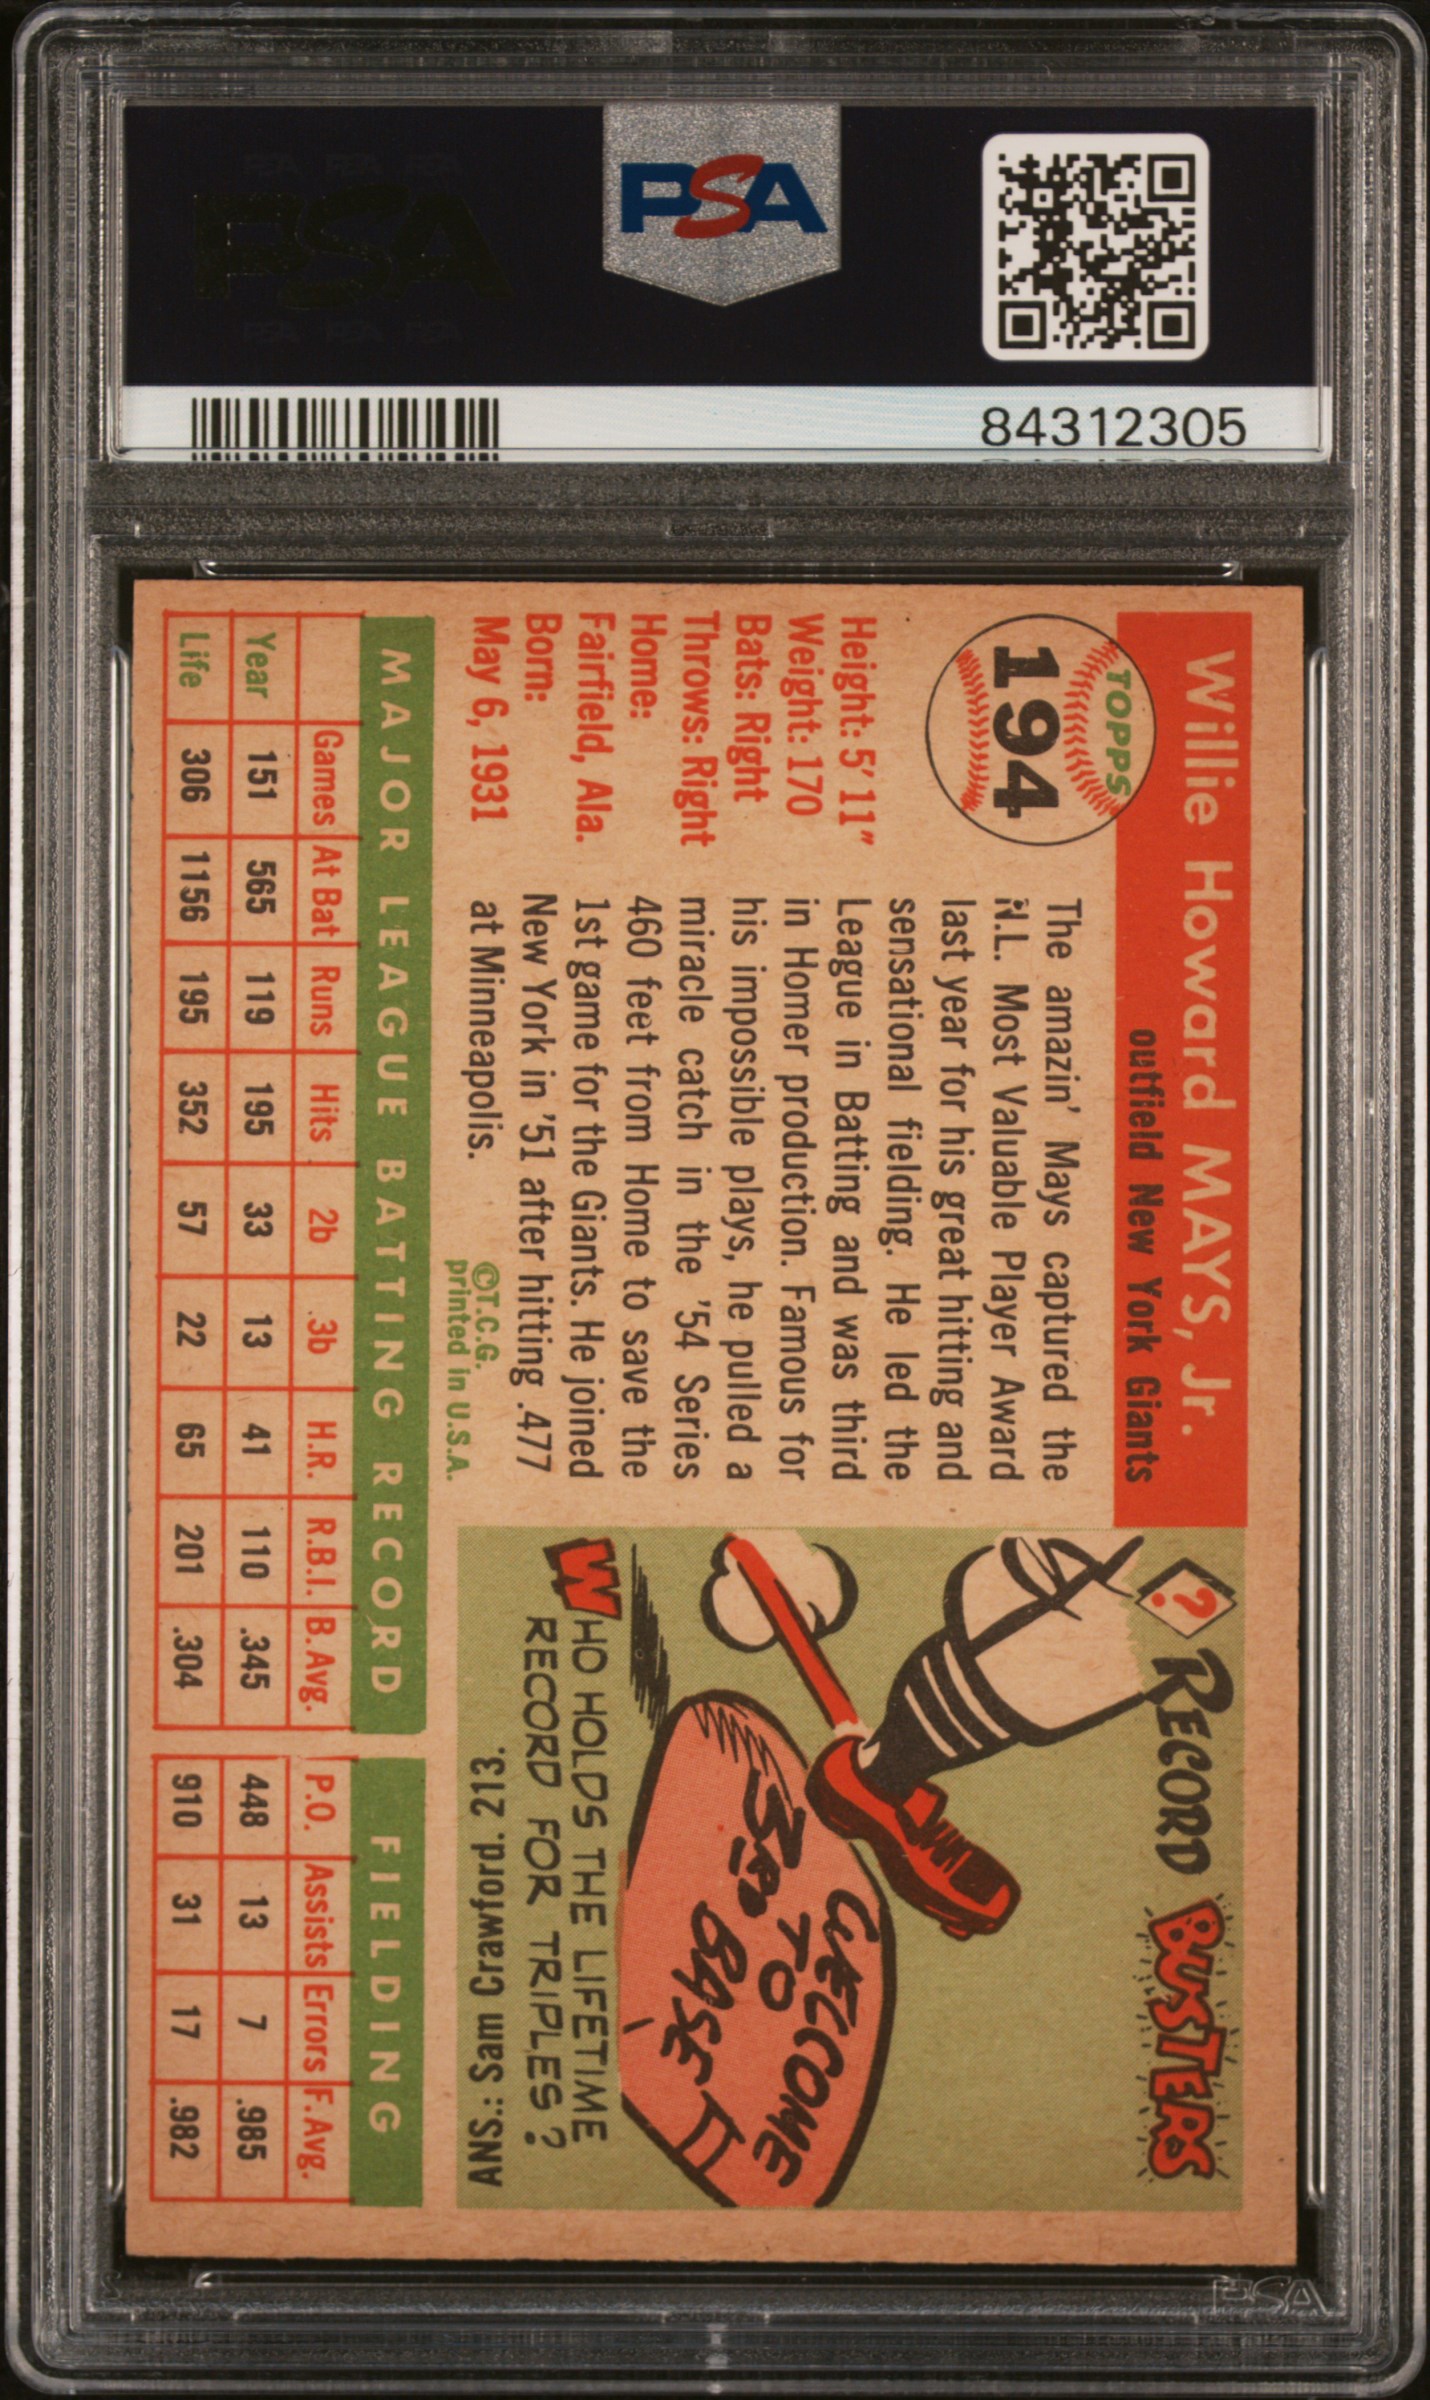 PSA
PSA
84312305
Willie Howard MAYS, Jr.
outfield New York Giants
TOPPS
194
Height: 5' 11"
Weight: 170
Bats: Right
Throws: Right
Home:
Fairfield, Ala.
Born:
May 6, 1931
The amazin' Mays captured the
N.L. Most Valuable Player Award
last year for his great hitting and
sensational fielding. He led the
League in Batting and was third
in Homer production. Famous for
his impossible plays, he pulled a
miracle catch in the '54 Series
460 feet from Home to save the
1st game for the Giants. He joined
New York in '51 after hitting .477
at Minneapolis.
©T.C.G.
printed in U.S.A.
? RECORD BUSTERS
WELCOME
TO
3RD BASE
WHO HOLDS THE LIFETIME
RECORD FOR TRIPLES?
ANS.: Sam Crawford. 213.
MAJOR LEAGUE BATTING RECORD FIELDING
Games At Bat Runs Hits 2b 3b H.R. R.B.I. B.Avg. P.O. Assists Errors F.Avg.
Year 151 565 119 195 33 13 41 110 .345 448 13 7 .985
Life 306 1156 195 352 57 22 65 201 .304 910 31 17 .982
PSA